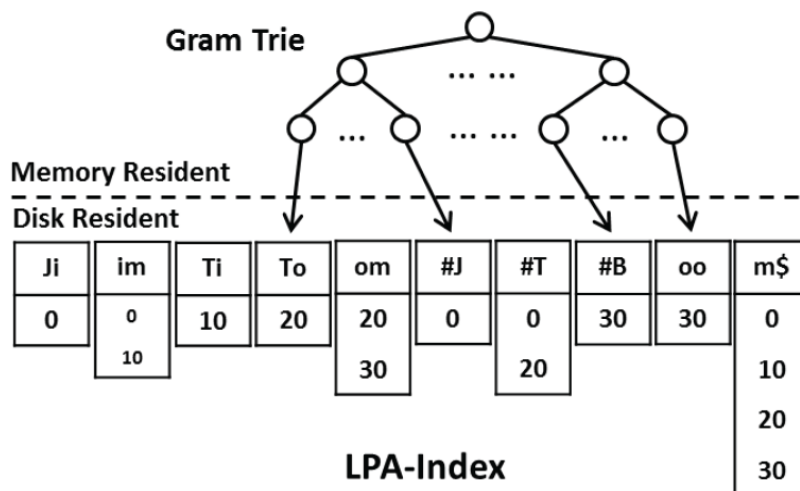 Gram Trie
... ...
... ... ... ...
Memory Resident
Disk Resident
Ji im Ti To om #J #T #B oo m$
0 0 10 20 20 0 0 30 30 0
10 30 20 10
20
30
LPA-Index